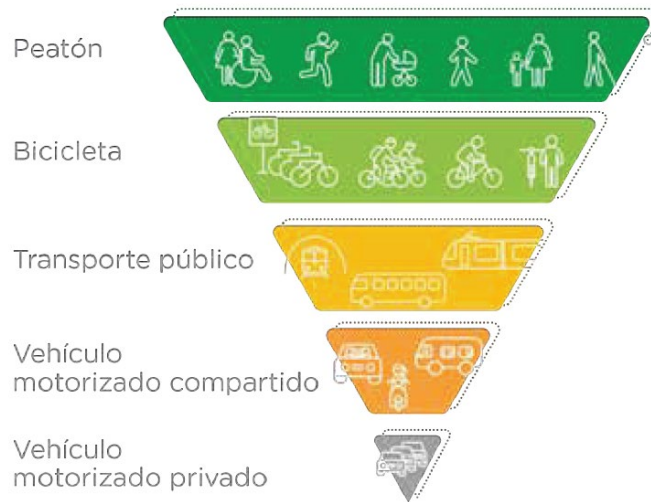 Peatón
Bicicleta
Transporte público
Vehículo
motorizado compartido
Vehículo
motorizado privado